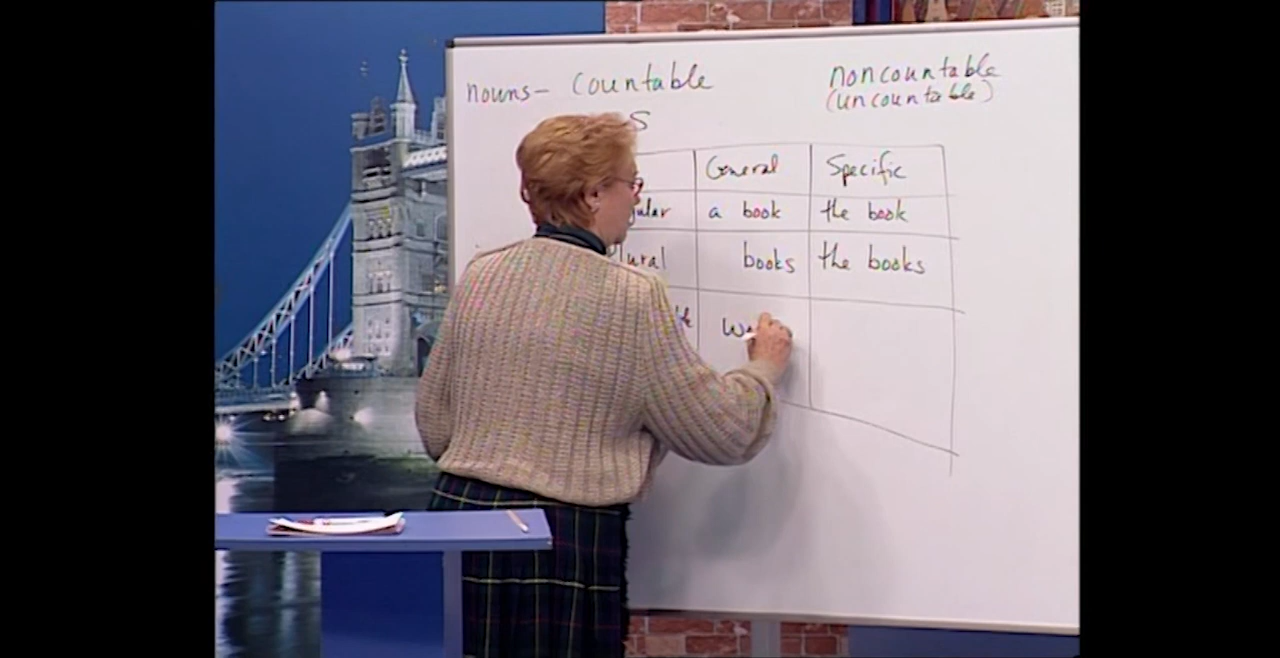 nouns- Countable
noncountable
(uncountable)
S
General Specific
a book the book
books the books